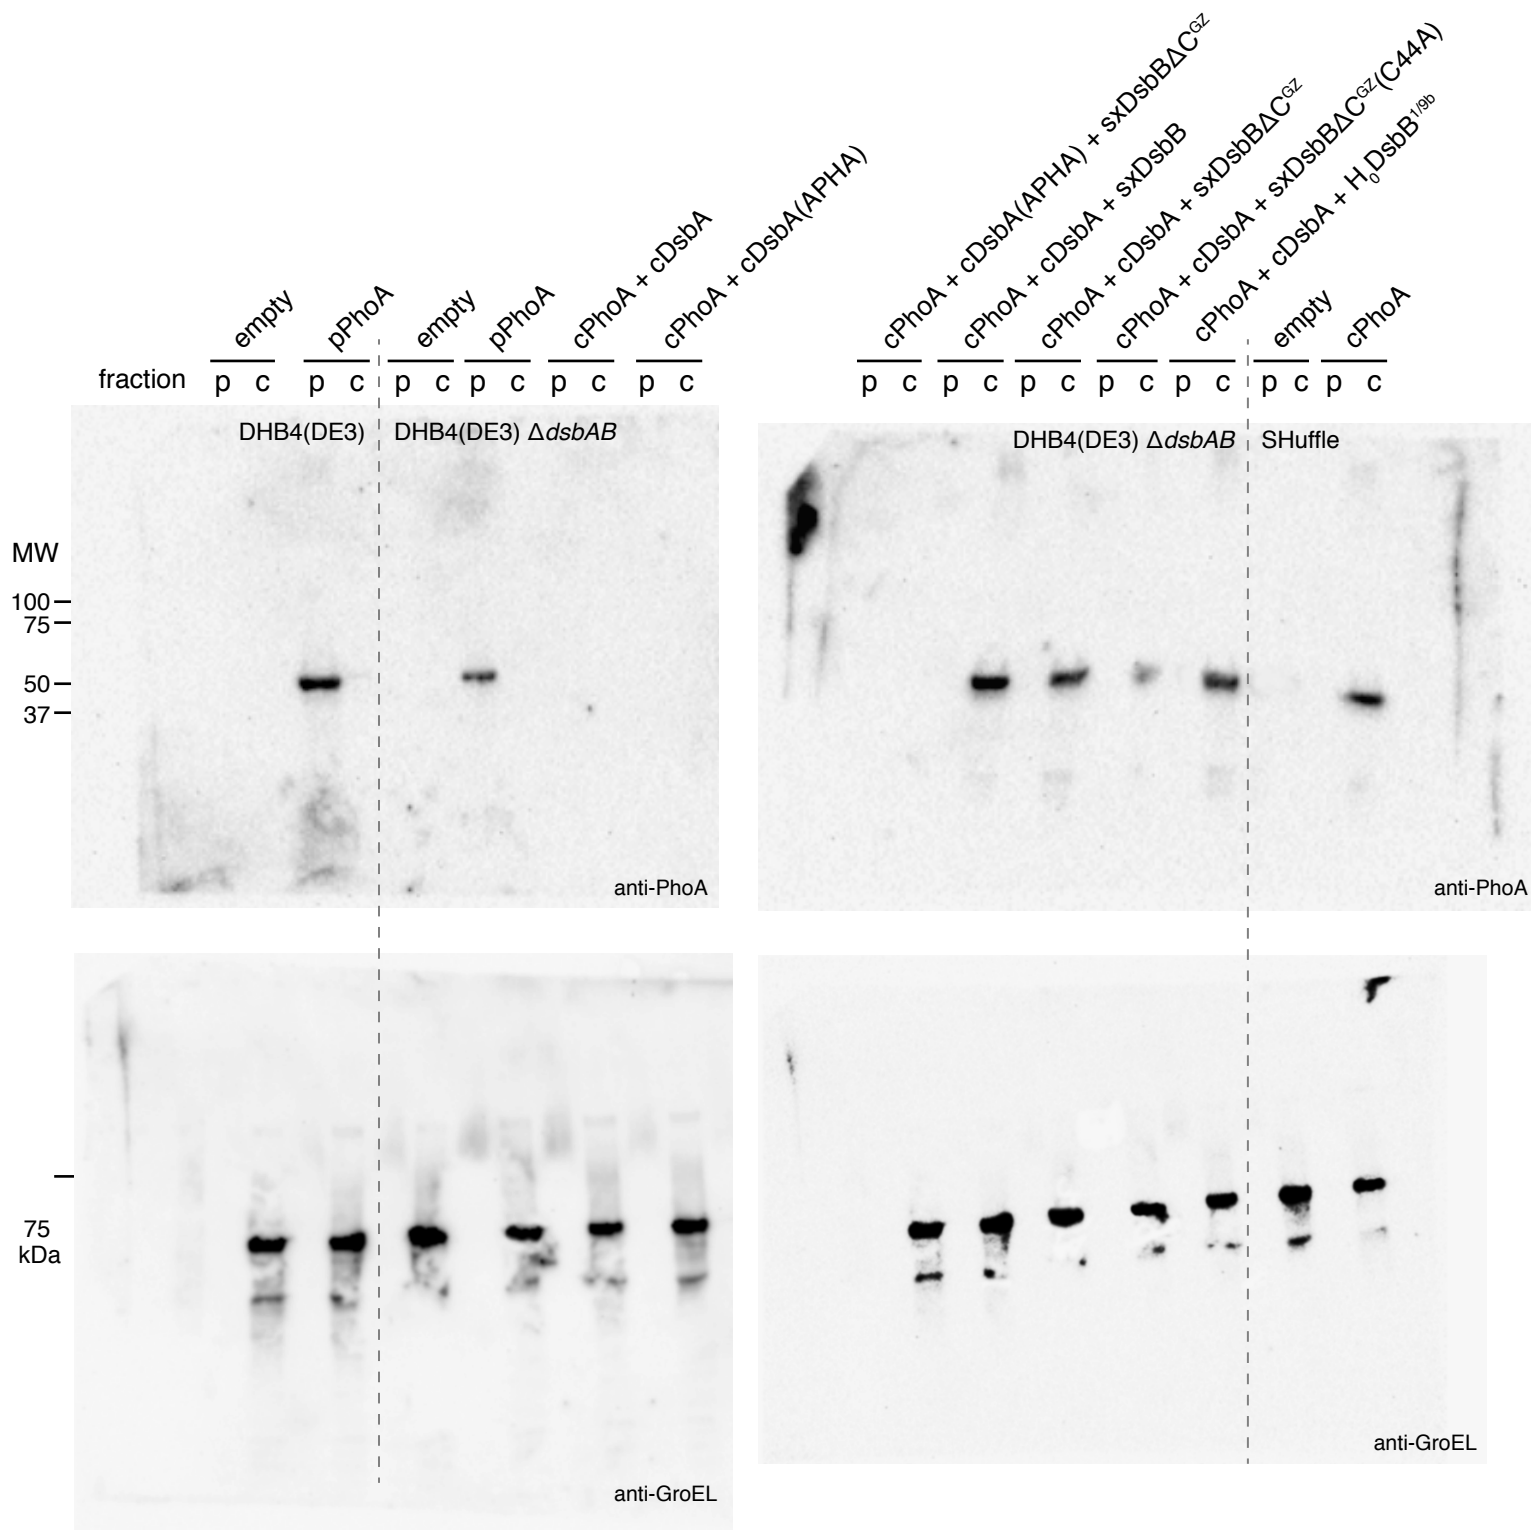 empty
pPhoA
empty
pPhoA
cPhoA + cDsbA
cPhoA + cDsbA(APHA)
cPhoA + cDsbA(APHA) + sxDsbBΔC^GZ
cPhoA + cDsbA + sxDsbB
cPhoA + cDsbA + sxDsbBΔC^GZ
cPhoA + cDsbA + sxDsbBΔC^GZ(C44A)
cPhoA + cDsbA + H₀DsbB^1/9b
empty
cPhoA
fraction p c p c p c p c p c p c
p c p c p c p c p c p c p c
DHB4(DE3) DHB4(DE3) ΔdsbAB
DHB4(DE3) ΔdsbAB SHuffle
MW
100
75
50
37
anti-PhoA
anti-PhoA
75
kDa
anti-GroEL
anti-GroEL